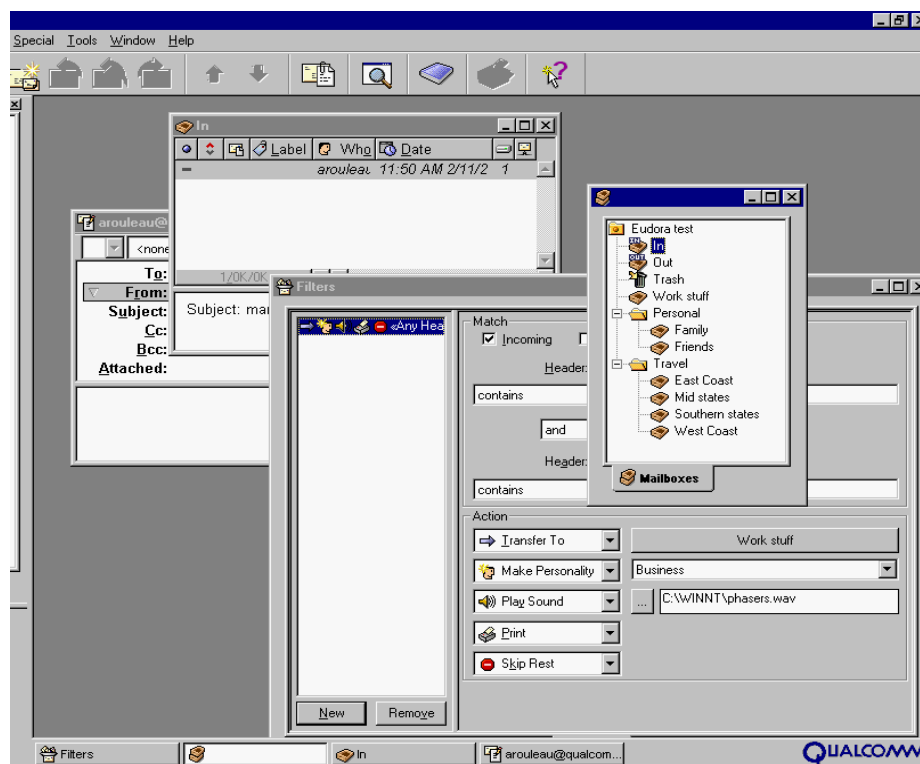 Special Tools Window Help
In
Label Who Date
arouleau 11:50 AM 2/11/2 1
1/0K/0K
Subject: mar
arouleau@
<none
To:
From:
Subject:
Cc:
Bcc:
Attached:
Filters
«Any Hea
New Remove
Match
Incoming
Header:
contains
and
Header:
contains
Action
Transfer To Work stuff
Make Personality Business
Play Sound ... C:\WINNT\phasers.wav
Print
Skip Rest
Eudora test
IN In
OUT Out
Trash
Work stuff
Personal
Family
Friends
Travel
East Coast
Mid states
Southern states
West Coast
Mailboxes
Filters In arouleau@qualcom... QUALCOMM